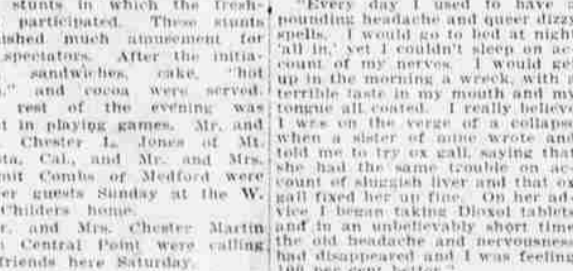 stunts in which the fresh-
participated. These stunts
ished much amusement for
spectators. After the initia-
sandwiches, cake, "hot
," and cocoa were served.
rest of the evening was
t in playing games. Mr. and
Chester L. Jones of Mt.
ta, Cal., and Mr. and Mrs.
mit Combs of Medford were
er guests Sunday at the W.
Childers home.
r. and Mrs. Chester Martin
Central Point were calling
friends here Saturday.
"Every day I used to have a
pounding headache and queer dizzy
spells. I would go to bed at night
'all in,' yet I couldn't sleep on ac-
count of my nerves. I would get
up in the morning a wreck, with a
terrible taste in my mouth and my
tongue all coated. I really believe
I was on the verge of a collapse
when a sister of mine wrote and
told me to try ox gall, saying that
she had the same trouble on ac-
count of sluggish liver and that ox
gall fixed her up fine. On her ad-
vice I began taking Dioxol tablets
and in an unbelievably short time
the old headache and nervousness
had disappeared and I was feeling
100 per cent better."